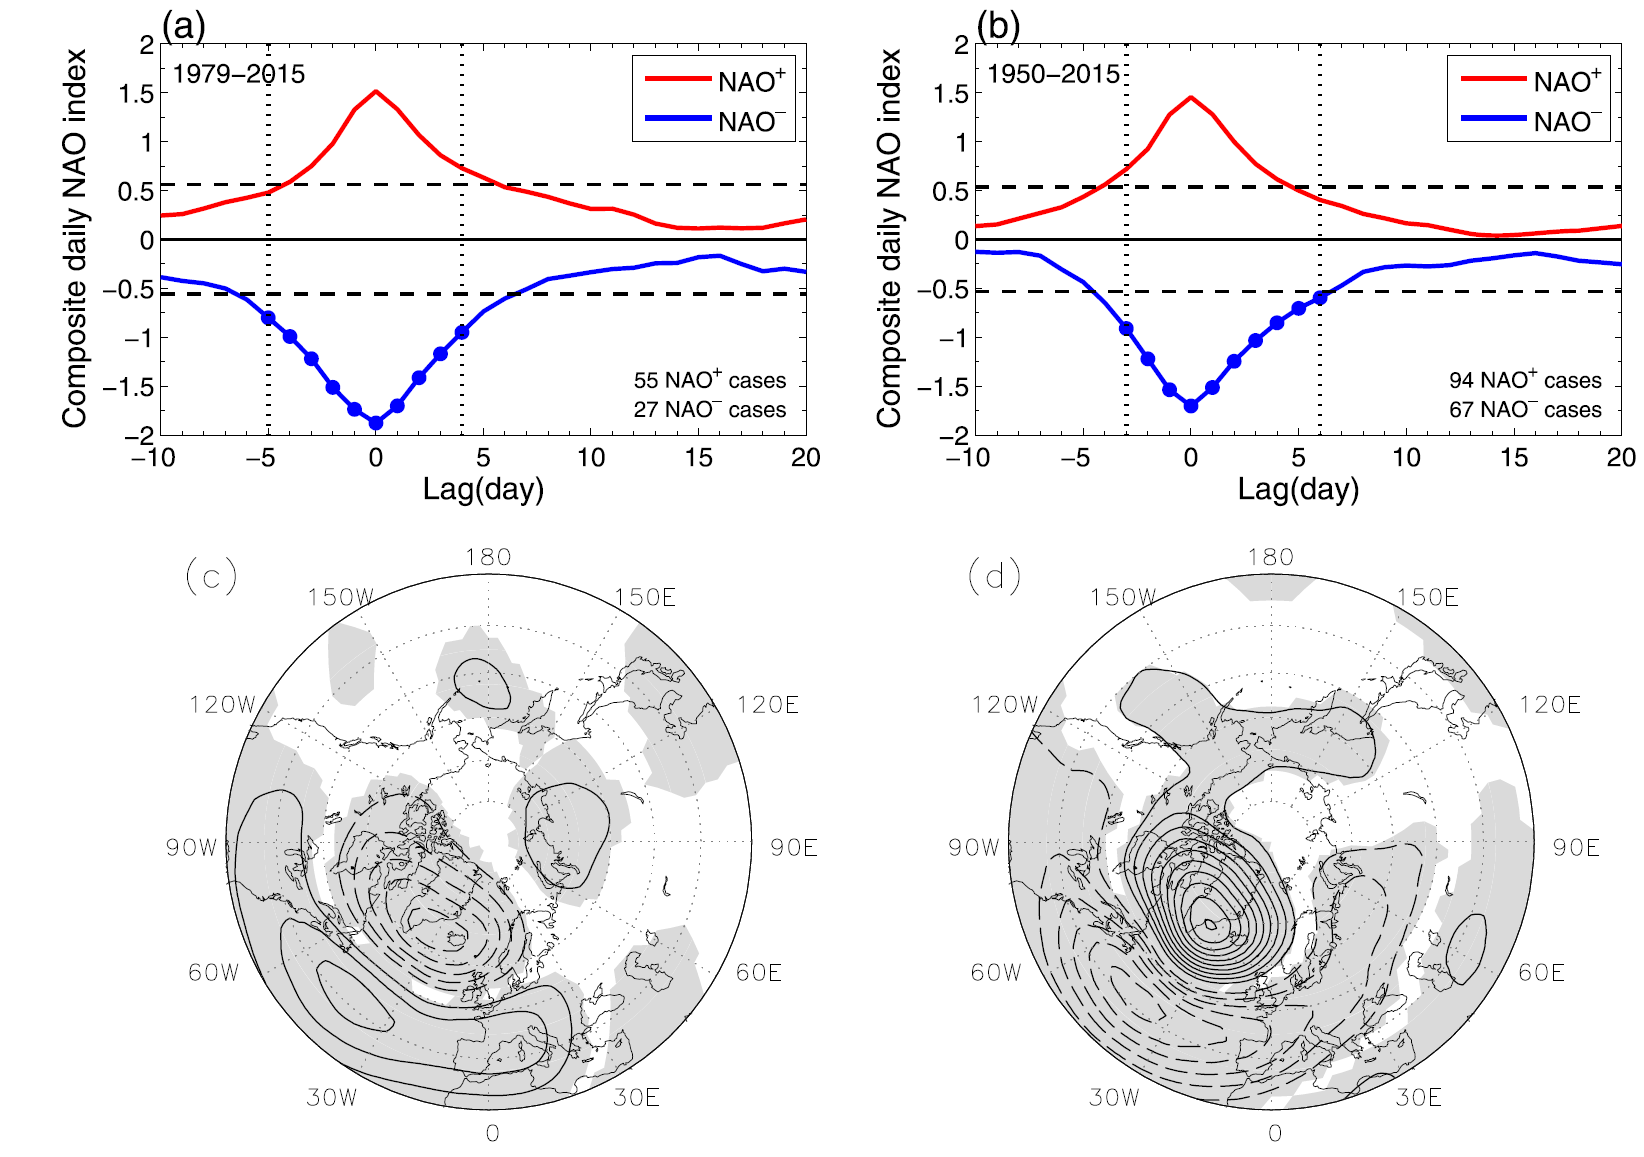 (a)
1979−2015
NAO+
NAO−
Composite daily NAO index
2
1.5
1
0.5
0
−0.5
−1
−1.5
−2
55 NAO+ cases
27 NAO− cases
−10
−5
0
5
10
15
20
Lag(day)
(b)
1950−2015
NAO+
NAO−
Composite daily NAO index
2
1.5
1
0.5
0
−0.5
−1
−1.5
−2
94 NAO+ cases
67 NAO− cases
−10
−5
0
5
10
15
20
Lag(day)
(c)
180
150W
150E
120W
120E
90W
90E
60W
60E
30W
30E
0
(d)
180
150W
150E
120W
120E
90W
90E
60W
60E
30W
30E
0